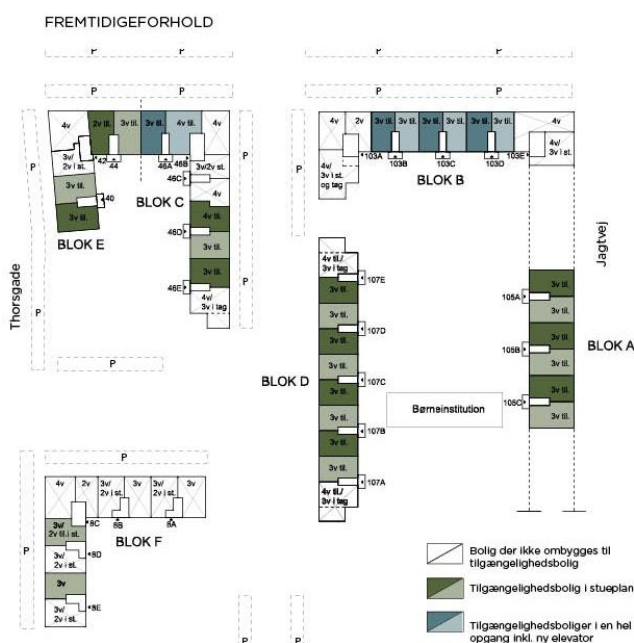 FREMTIDIGEFORHOLD
P P
P P
P P
P P
4v 2v til. 3v til. 3v til. 4v til. 4v
42 44 46A 46B
3v/
2v i st.
3v/2v st.
46C
3v til.
40
BLOK C
4v
3v til.
4v til.
46D
3v til.
BLOK E
3v til.
46E
4v/
3v i tag
P
P
P
P
Thorsgade
P
4v 2v 3v til. 3v til. 3v til. 3v til. 3v til. 3v til. 4v 4v/
3v i st.
103A 103B 103C 103D 103E
4v/
3v i st.
og tag
BLOK B
P
Jagtvej
4v til./
3v i tag
107E
3v til.
3v til.
107D
3v til.
3v til.
107C
BLOK D
3v til.
3v til.
107B
3v til.
3v til.
107A
4v til./
3v i tag
3v til.
105A
3v til.
3v til.
105B
BLOK A
3v til.
3v til.
105C
3v til.
Børneinstitution
P
P
4v 2v 3v/
2v i st. 3v 3v/
2v i st. 3v
8C 8B 8A
3v/
2v til.i st.
BLOK F
3v/
2v i st.
8D
3v
3v/
2v i st.
8E
P P
Bolig der ikke ombygges til
tilgængelighedsbolig
Tilgængelighedsbolig i stueplan
Tilgængelighedsboliger i en hel
opgang inkl. ny elevator